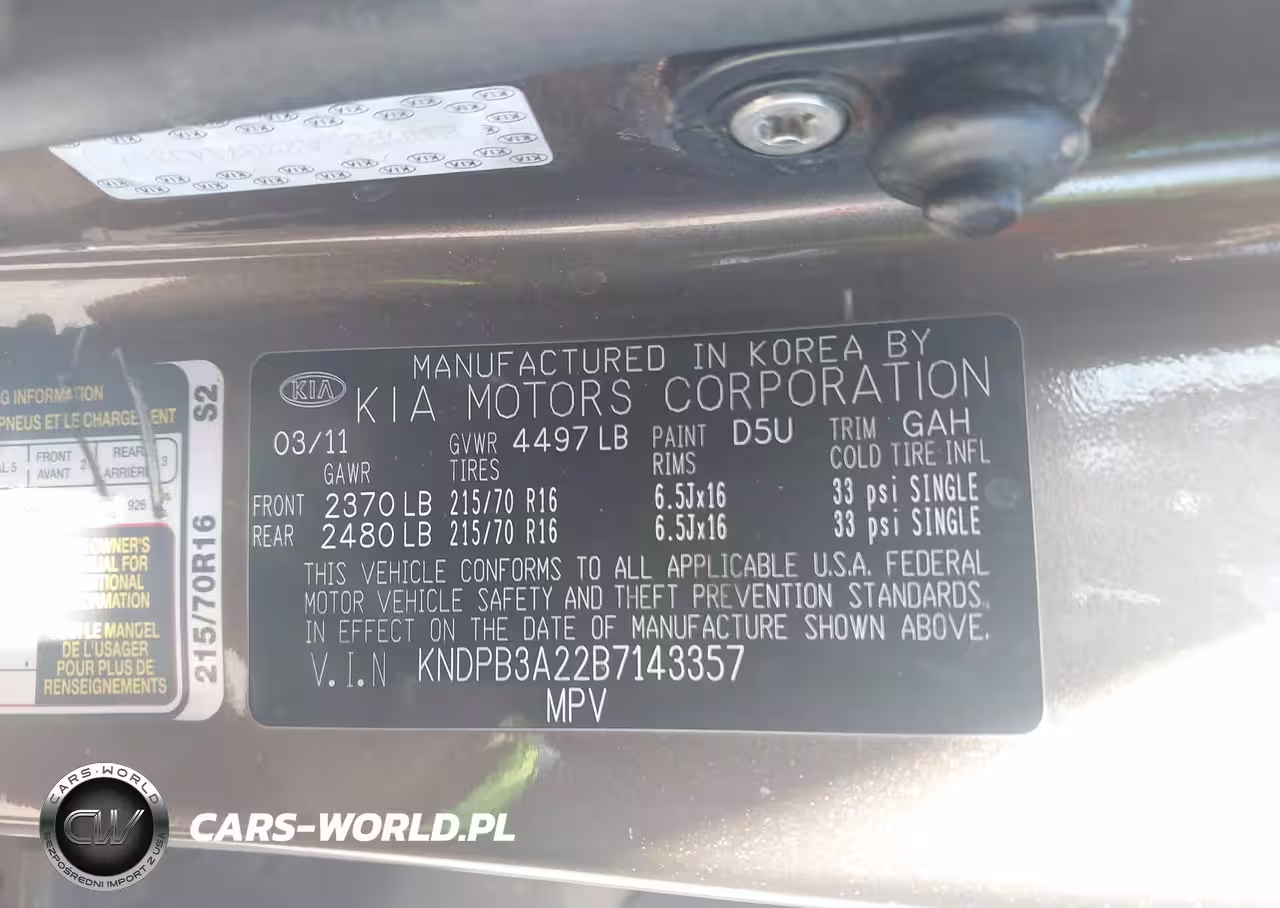 KIA
MANUFACTURED IN KOREA BY
KIA MOTORS CORPORATION
03/11 GVWR 4497 LB PAINT D5U TRIM GAH
GAWR TIRES RIMS COLD TIRE INFL
FRONT 2370 LB 215/70 R16 6.5Jx16 33 psi SINGLE
REAR 2480 LB 215/70 R16 6.5Jx16 33 psi SINGLE
THIS VEHICLE CONFORMS TO ALL APPLICABLE U.S.A. FEDERAL
MOTOR VEHICLE SAFETY AND THEFT PREVENTION STANDARDS
IN EFFECT ON THE DATE OF MANUFACTURE SHOWN ABOVE.
V.I.N KNDPB3A22B7143357
MPV
INFORMATION
PNEUS ET LE CHARGEMENT
FRONT 2 REAR 3
AVANT ARRIÈRE
926
OWNER'S
FOR
LE MANUEL
DE L'USAGER
POUR PLUS DE
RENSEIGNEMENTS
215/70R16 S2
CARS-WORLD
CW
BEZPOŚREDNI IMPORT Z USA
CARS-WORLD.PL